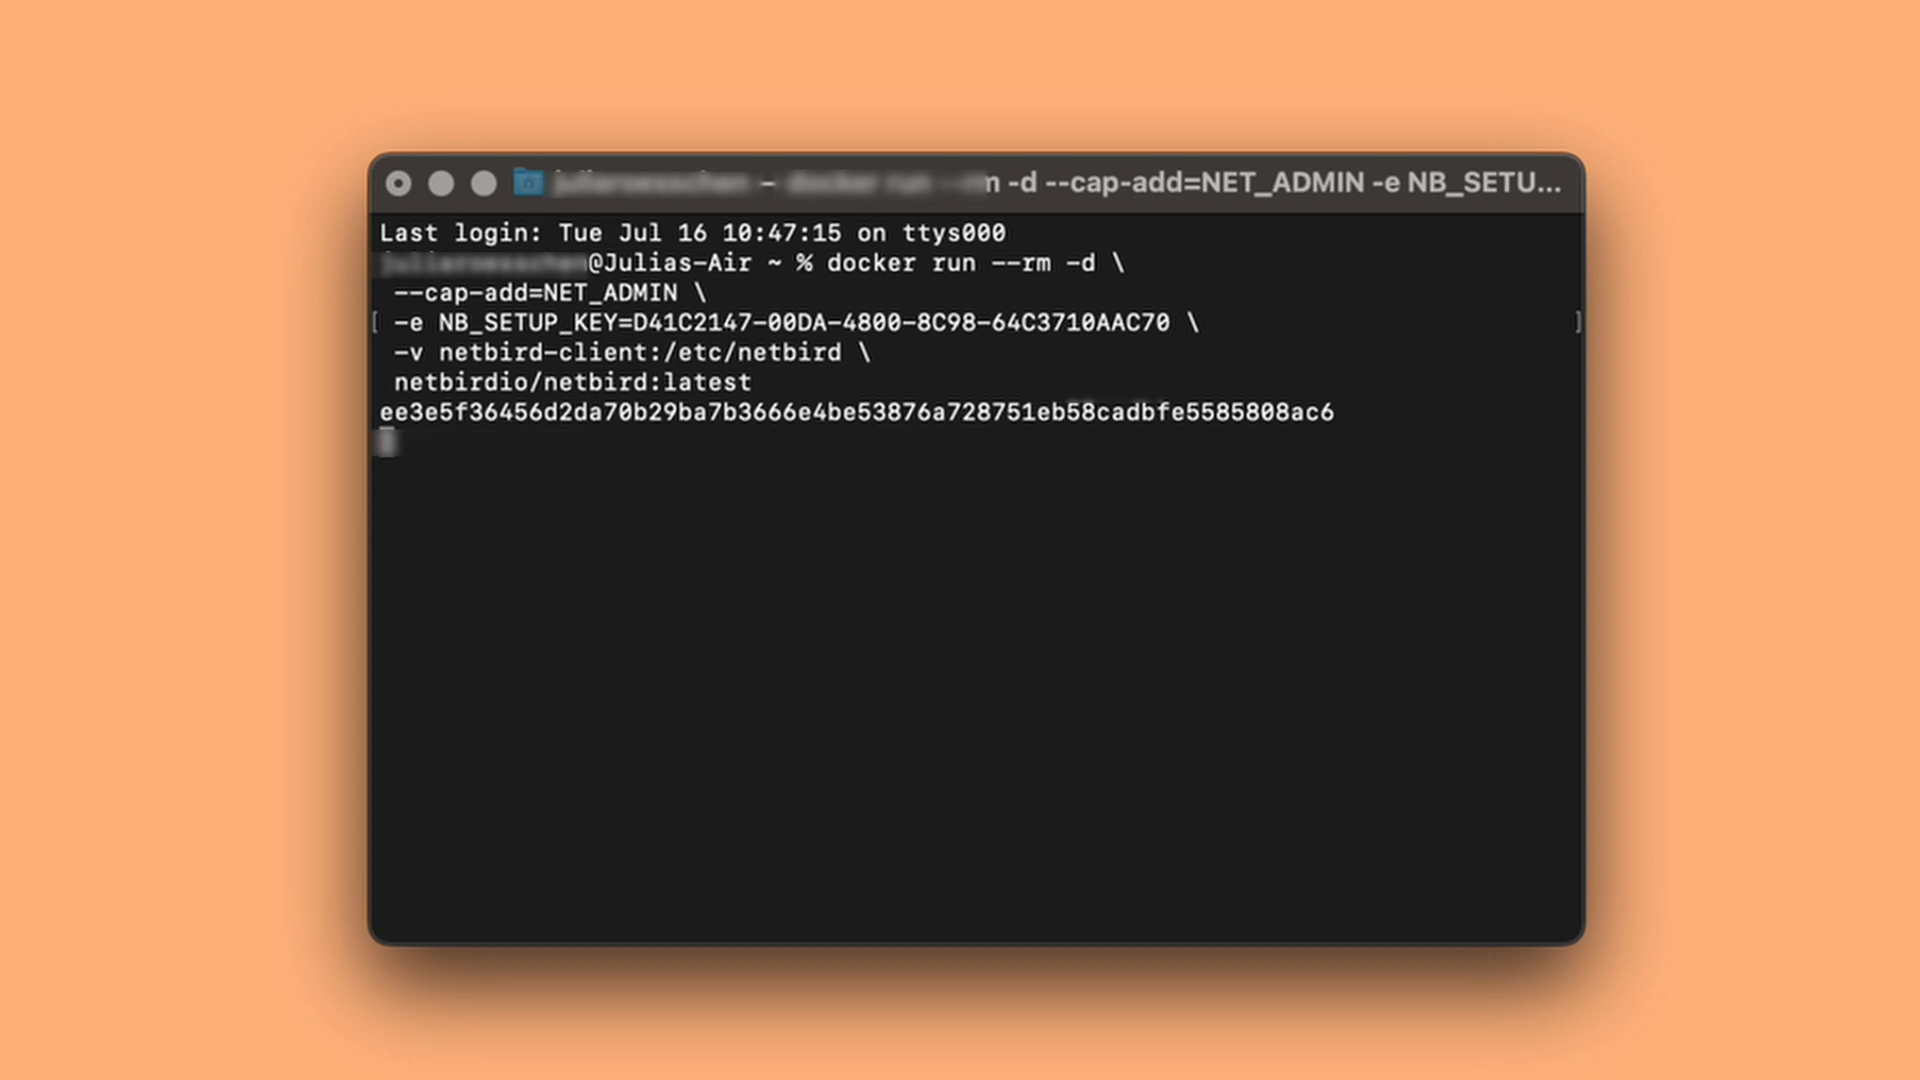 -d --cap-add=NET_ADMIN -e NB_SETU...
Last login: Tue Jul 16 10:47:15 on ttys000
@Julias-Air ~ % docker run --rm -d \
--cap-add=NET_ADMIN \
[ -e NB_SETUP_KEY=D41C2147-00DA-4800-8C98-64C3710AAC70 \ ]
-v netbird-client:/etc/netbird \
netbirdio/netbird:latest
ee3e5f36456d2da70b29ba7b3666e4be53876a728751eb58cadbfe5585808ac6